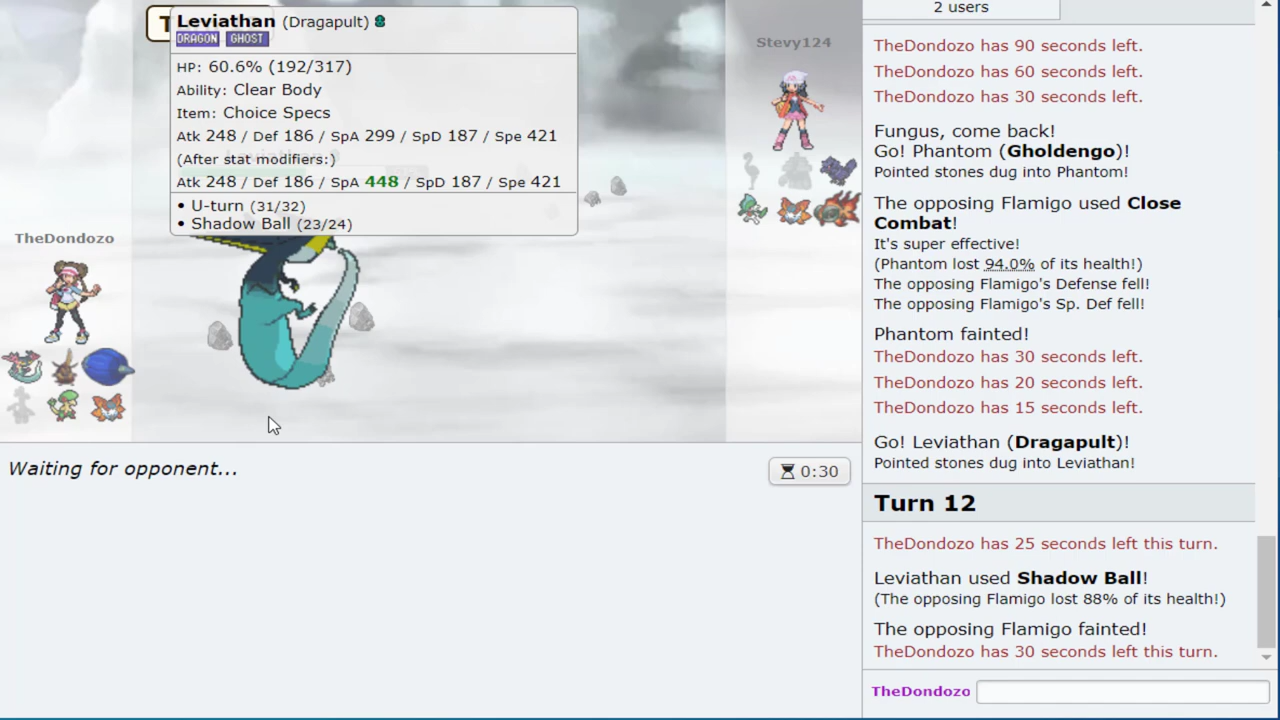 Leviathan (Dragapult)
DRAGON GHOST
HP: 60.6% (192/317)
Ability: Clear Body
Item: Choice Specs
Atk 248 / Def 186 / SpA 299 / SpD 187 / Spe 421
(After stat modifiers:)
Atk 248 / Def 186 / SpA 448 / SpD 187 / Spe 421
• U-turn (31/32)
• Shadow Ball (23/24)
Stevy124
TheDondozo
Waiting for opponent...
0:30
2 users
TheDondozo has 90 seconds left.
TheDondozo has 60 seconds left.
TheDondozo has 30 seconds left.
Fungus, come back!
Go! Phantom (Gholdengo)!
Pointed stones dug into Phantom!
The opposing Flamigo used Close
Combat!
It's super effective!
(Phantom lost 94.0% of its health!)
The opposing Flamigo's Defense fell!
The opposing Flamigo's Sp. Def fell!
Phantom fainted!
TheDondozo has 30 seconds left.
TheDondozo has 20 seconds left.
TheDondozo has 15 seconds left.
Go! Leviathan (Dragapult)!
Pointed stones dug into Leviathan!
Turn 12
TheDondozo has 25 seconds left this turn.
Leviathan used Shadow Ball!
(The opposing Flamigo lost 88% of its health!)
The opposing Flamigo fainted!
TheDondozo has 30 seconds left this turn.
TheDondozo